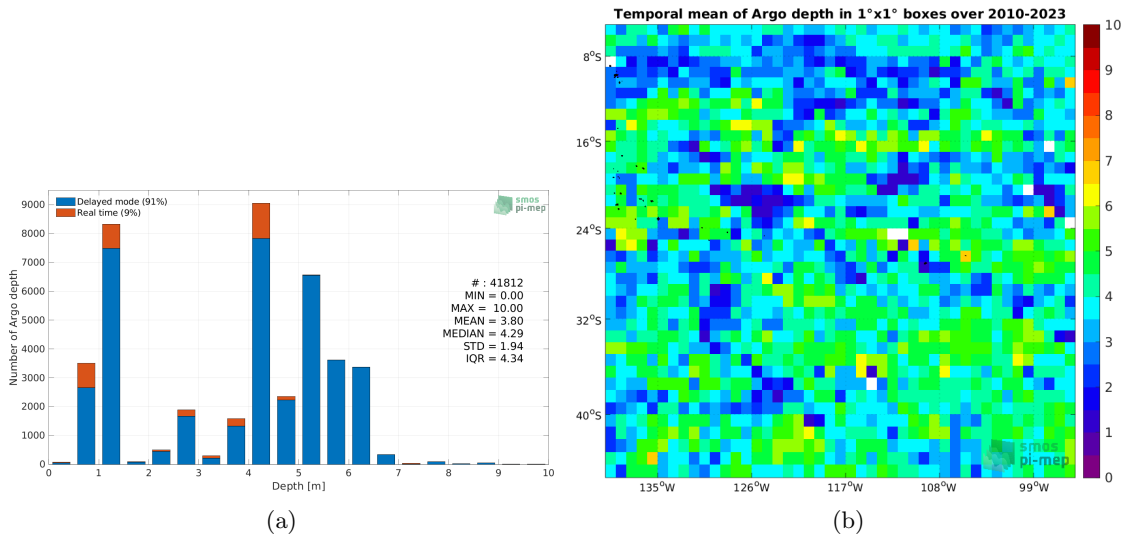 Delayed mode (91%)
Real time (9%)
smos
pi-mep
9000
8000
7000
6000
5000
4000
3000
2000
1000
0
Number of Argo depth
# : 41812
MIN = 0.00
MAX = 10.00
MEAN = 3.80
MEDIAN = 4.29
STD = 1.94
IQR = 4.34
0 1 2 3 4 5 6 7 8 9 10
Depth [m]
(a)
Temporal mean of Argo depth in 1°x1° boxes over 2010-2023
8°S
16°S
24°S
32°S
40°S
135°W 126°W 117°W 108°W 99°W
smos
pi-mep
10
9
8
7
6
5
4
3
2
1
0
(b)